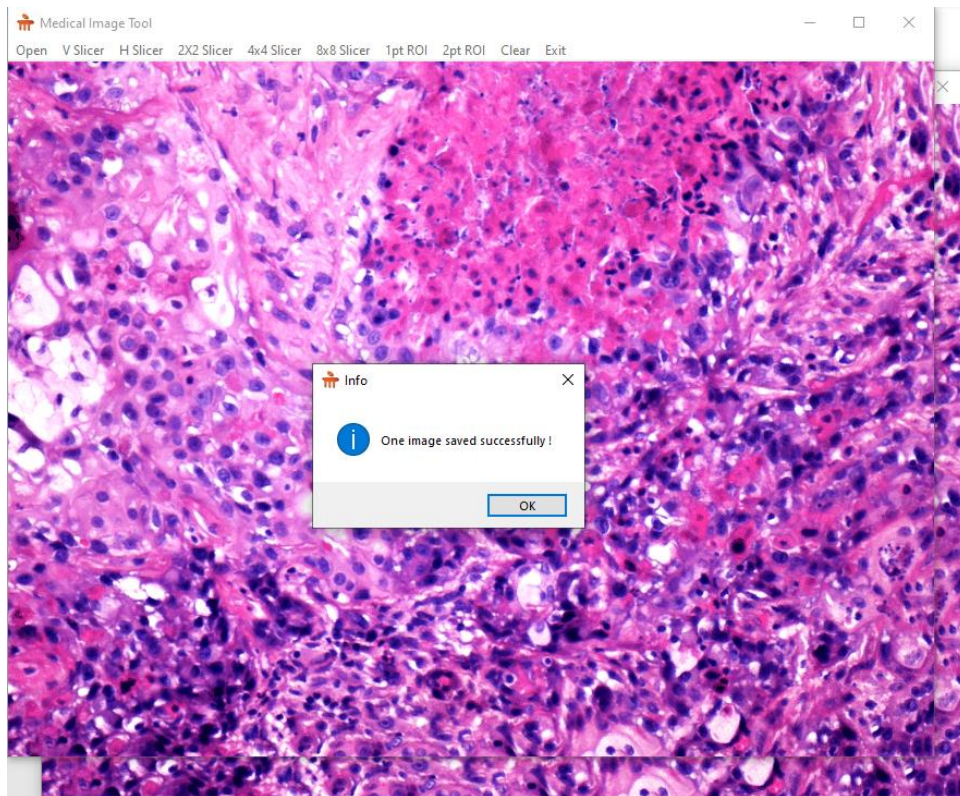 Medical Image Tool
Open V Slicer H Slicer 2X2 Slicer 4x4 Slicer 8x8 Slicer 1pt ROI 2pt ROI Clear Exit
Info
One image saved successfully !
OK